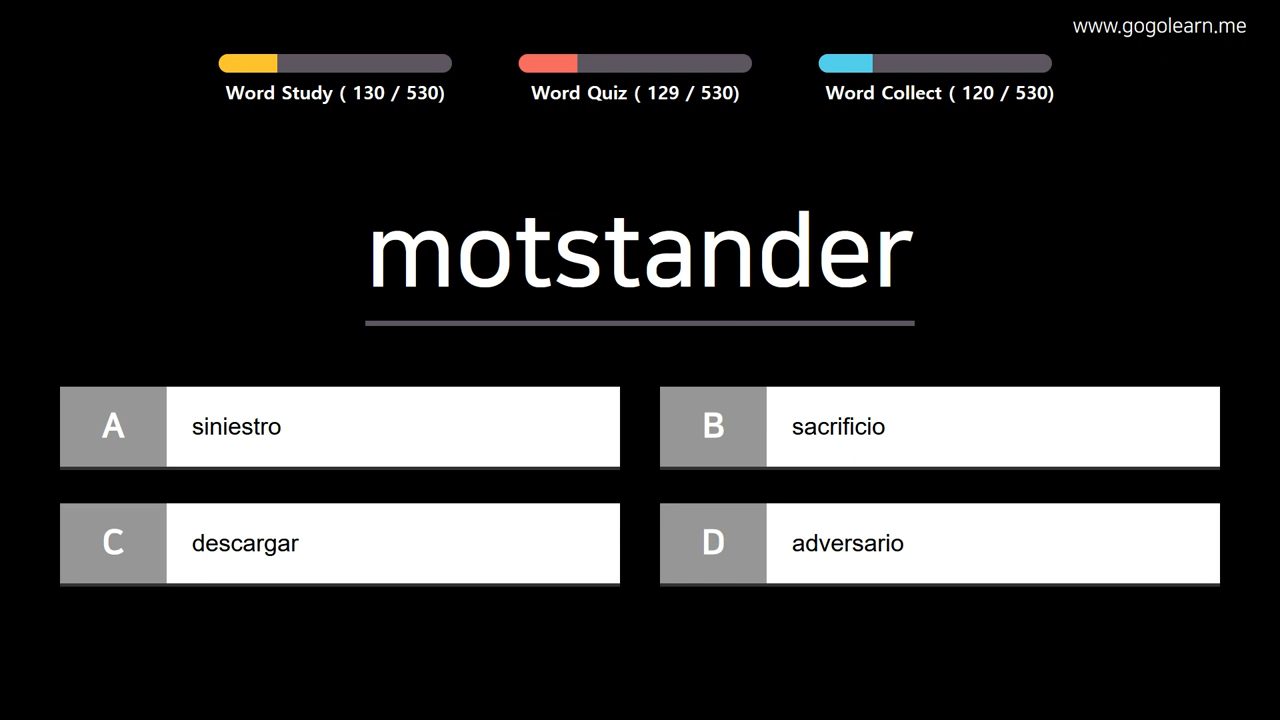 www.gogolearn.me
Word Study ( 130 / 530)
Word Quiz ( 129 / 530)
Word Collect ( 120 / 530)
motstander
A siniestro
B sacrificio
C descargar
D adversario